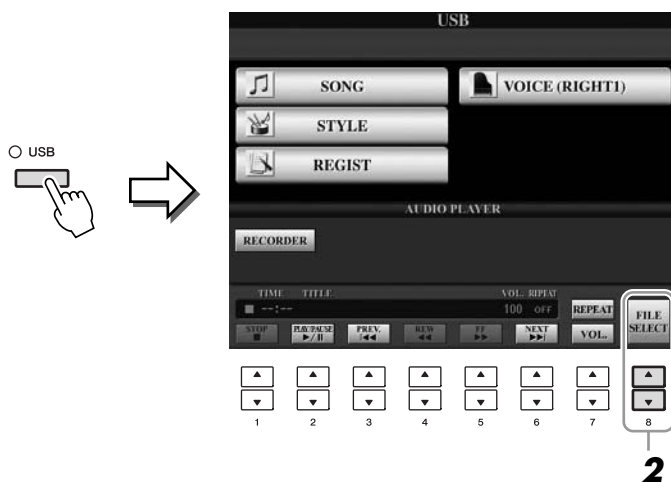 USB
SONG
VOICE (RIGHT1)
STYLE
REGIST
USB
AUDIO PLAYER
RECORDER
TIME TITLE VOL. REPEAT
--:-- 100 OFF
REPEAT
FILE SELECT
STOP PLAY/PAUSE PREV. REW FF NEXT VOL.
1 2 3 4 5 6 7 8
2